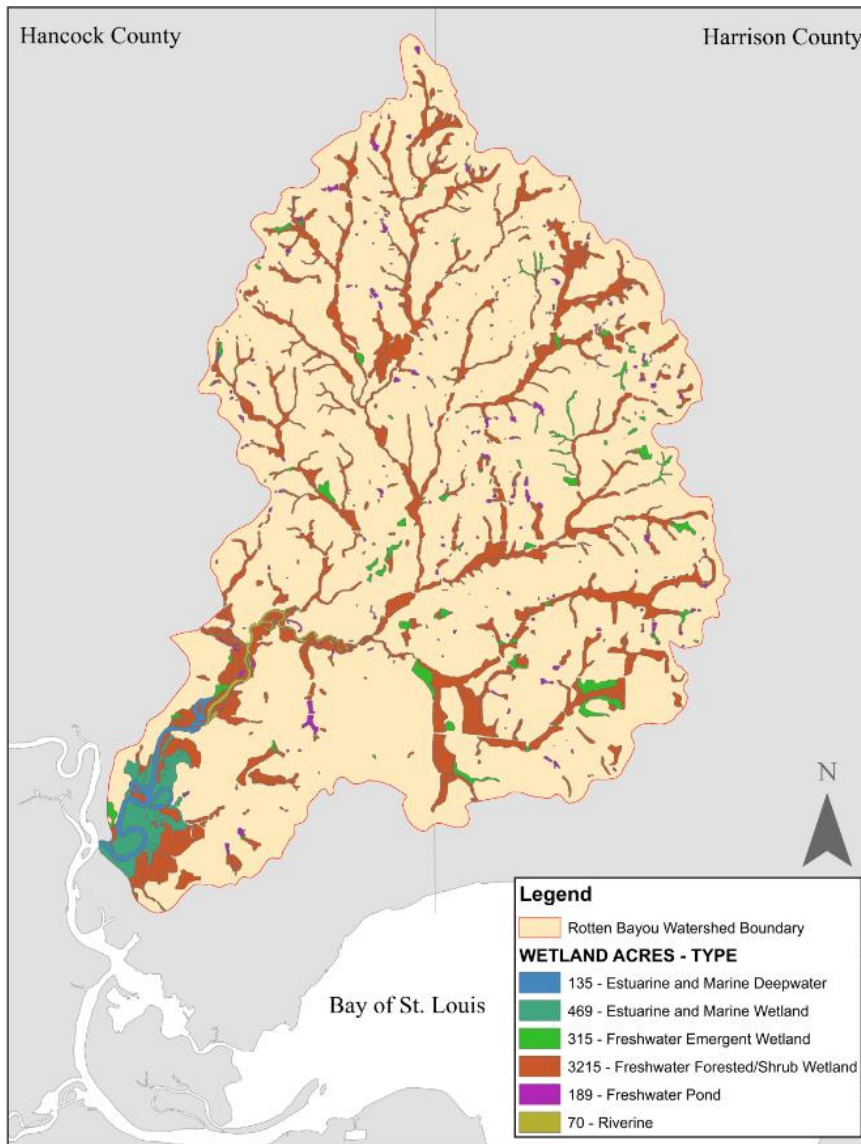 Hancock County
Harrison County
N
Bay of St. Louis
Legend
Rotten Bayou Watershed Boundary
WETLAND ACRES - TYPE
135 - Estuarine and Marine Deepwater
469 - Estuarine and Marine Wetland
315 - Freshwater Emergent Wetland
3215 - Freshwater Forested/Shrub Wetland
189 - Freshwater Pond
70 - Riverine